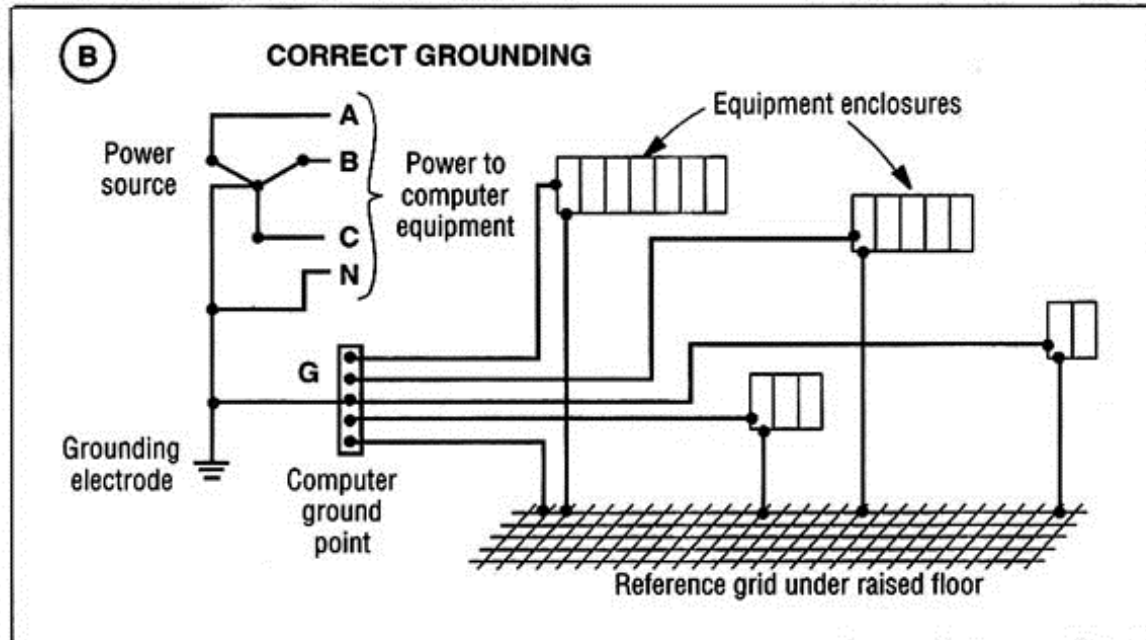 B
CORRECT GROUNDING
A
B
C
N
Power
source
Power to
computer
equipment
Equipment enclosures
G
Grounding
electrode
Computer
ground
point
Reference grid under raised floor